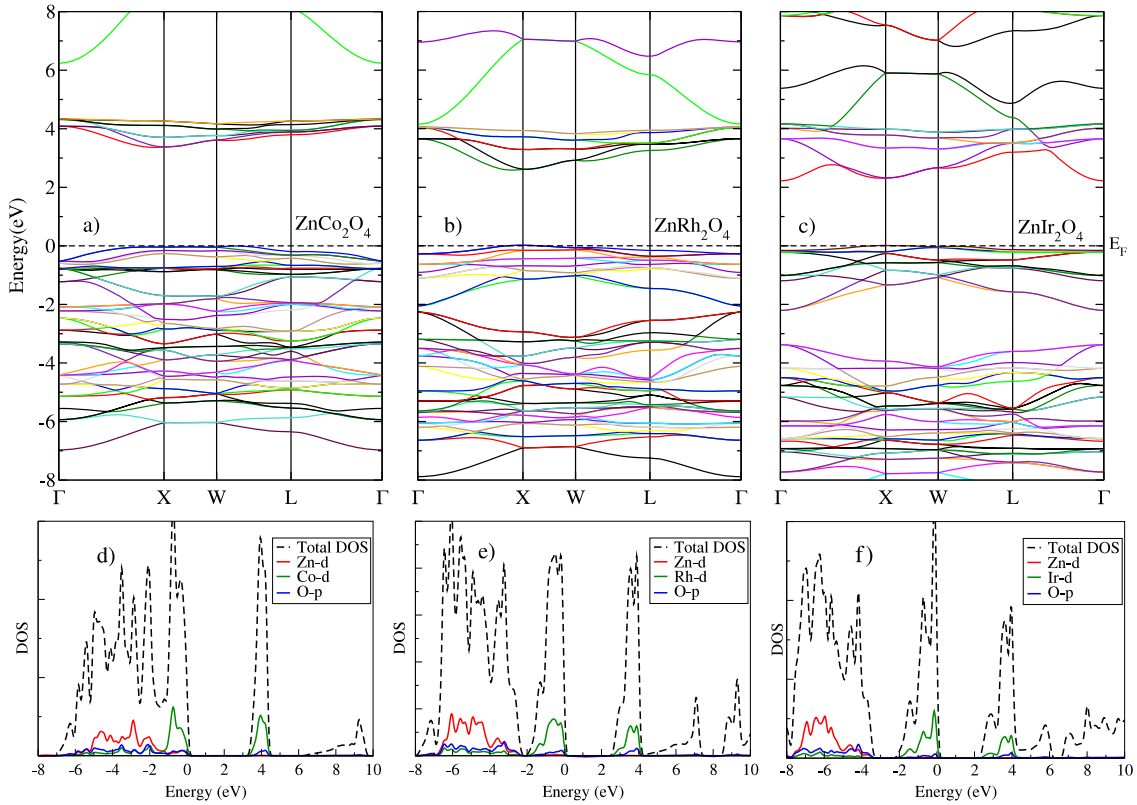 8
6
4
2
0
-2
-4
-6
-8
Energy(eV)
a)
ZnCo₂O₄
b)
ZnRh₂O₄
c)
ZnIr₂O₄
E_F
Γ X W L Γ
Γ X W L Γ
Γ X W L Γ
d)
Total DOS
Zn-d
Co-d
O-p
DOS
-8 -6 -4 -2 0 2 4 6 8 10
Energy (eV)
e)
Total DOS
Zn-d
Rh-d
O-p
DOS
-8 -6 -4 -2 0 2 4 6 8 10
Energy (eV)
f)
Total DOS
Zn-d
Ir-d
O-p
DOS
-8 -6 -4 -2 0 2 4 6 8 10
Energy (eV)